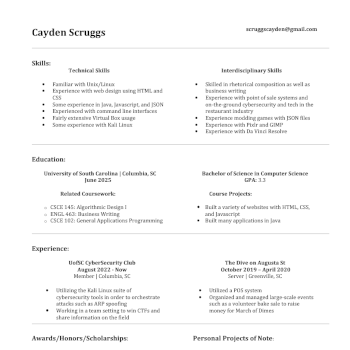 Cayden Scruggs
scruggscayden@gmail.com
Skills:
Technical Skills
Familiar with Unix/Linux
Experience with web design using HTML and
CSS
Some experience in Java, Javascript, and JSON
Experienced with command line interfaces
Fairly extensive Virtual Box usage
Some experience with Kali Linux
Interdisciplinary Skills
Skilled in rhetorical composition as well as
business writing
Experience with point of sale systems and
on-the-ground cybersecurity and tech in the
restaurant industry
Experience modding games with JSON files
Experience with Pixlr and GIMP
Experience with Da Vinci Resolve
Education:
University of South Carolina | Columbia, SC
June 2025
Related Coursework:
CSCE 145: Algorithmic Design I
ENGL 463: Business Writing
CSCE 102: General Applications Programming
Bachelor of Science in Computer Science
GPA: 3.3
Course Projects:
Built a variety of websites with HTML, CSS,
and Javascript
Built many applications in Java
Experience:
UofSC CyberSecurity Club
August 2022 - Now
Member | Columbia, SC
Utilizing the Kali Linux suite of
cybersecurity tools in order to orchestrate
attacks such as ARP spoofing
Working in a team setting to win CTFs and
share information on the field
The Dive on Augusta St
October 2019 – April 2020
Server | Greenville, SC
Utilized a POS system
Organized and managed large-scale events
such as a volunteer bake sale to raise
money for March of Dimes
Awards/Honors/Scholarships:
Personal Projects of Note: